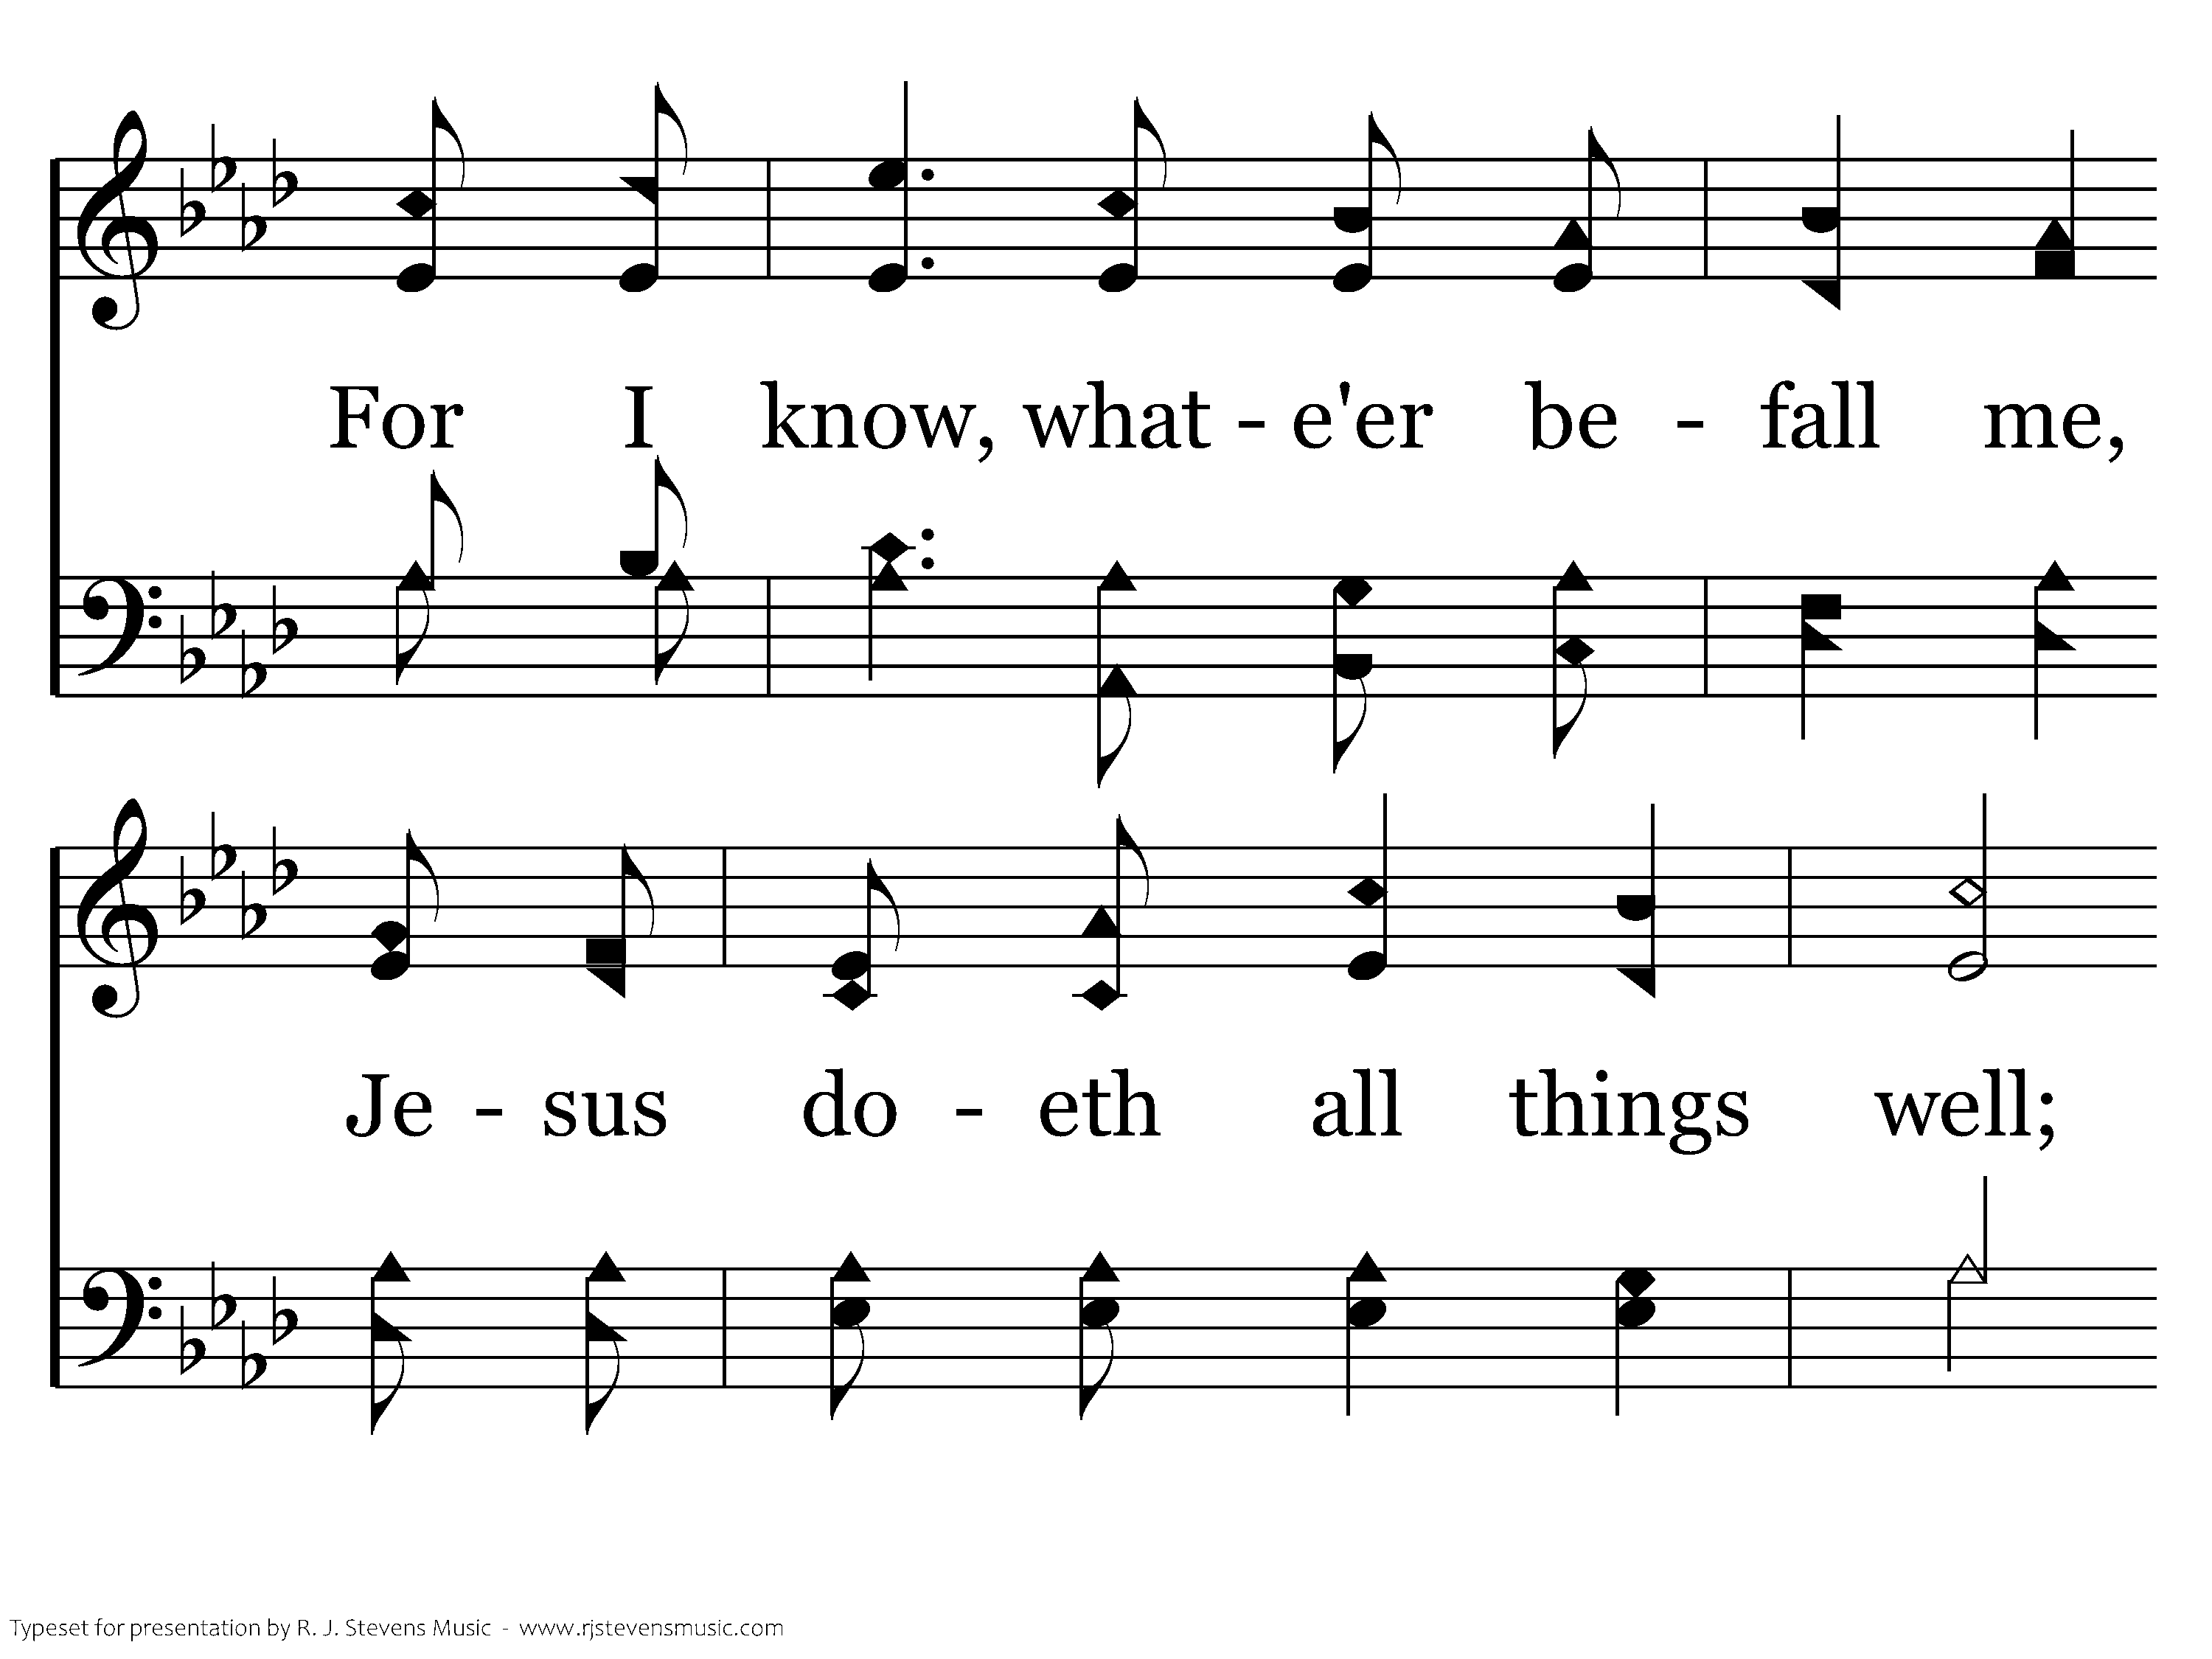 For I know, what - e'er be - fall me,
Je - sus do - eth all things well;
Typeset for presentation by R. J. Stevens Music - www.rjstevensmusic.com